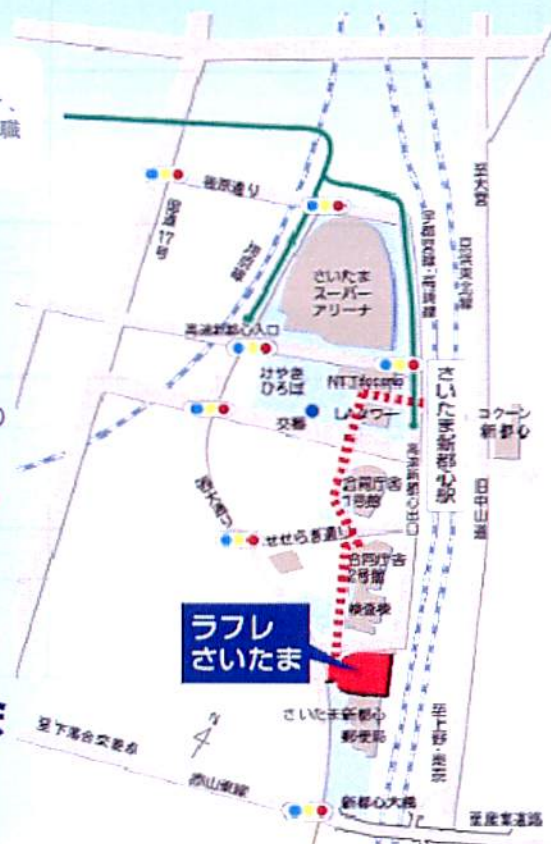 、
職
至大宮
国道
17号
宇都宮線・高崎線
京浜東北線
さいたま
スーパー
アリーナ
高速新都心入口
けやき
ひろば
NTTdocomo
さいたま新都心駅
コクーン
新都心
交番
L.Aタワー
高速新都心出口
旧中山道
合同庁舎
1号館
せせらぎ通り
合同庁舎
2号館
検査棟
ラフレ
さいたま
さいたま新都心
郵便局
至上野・東京
至下落合交差点
N
赤山東線
新都心大橋
至産業道路